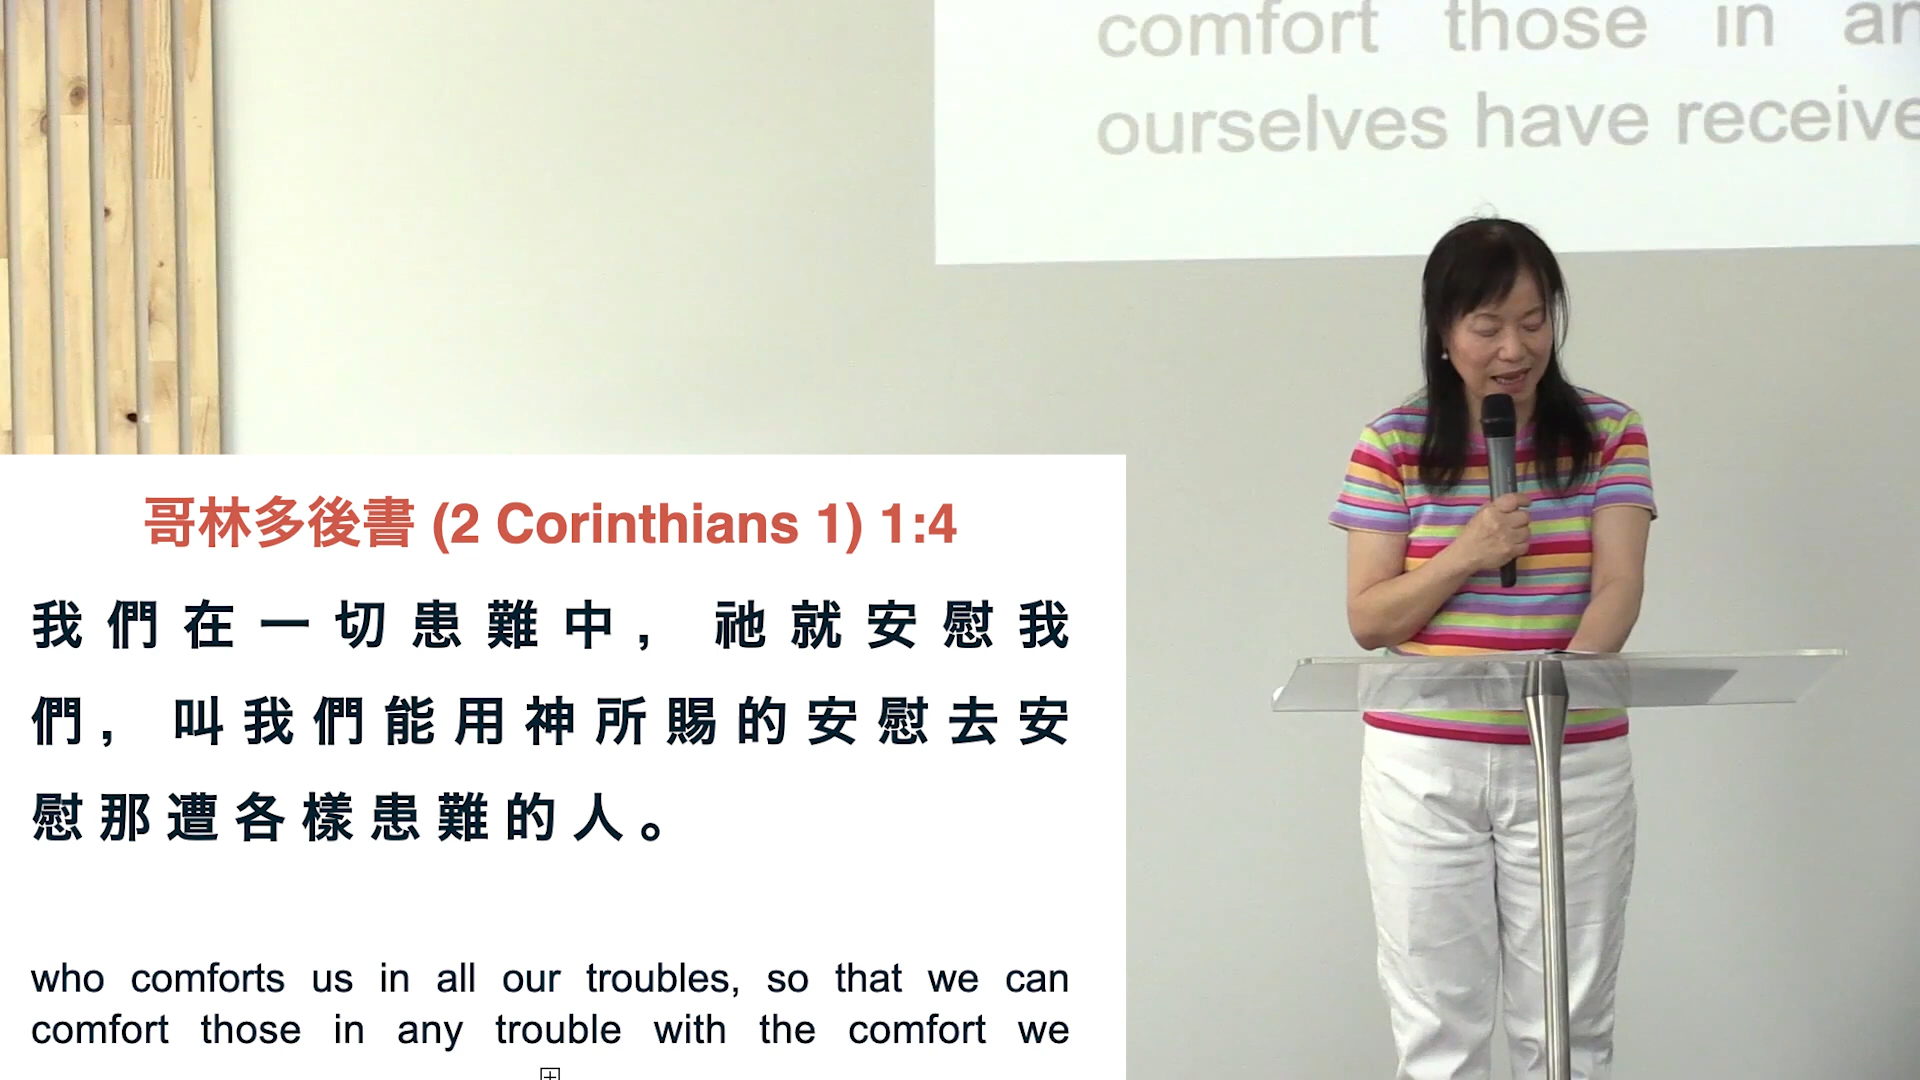 comfort those in
ourselves have
哥林多後書 (2 Corinthians 1) 1:4
我們在一切患難中，祂就安慰我
們，叫我們能用神所賜的安慰去安
慰那遭各樣患難的人。
who comforts us in all our troubles, so that we can
comfort those in any trouble with the comfort we